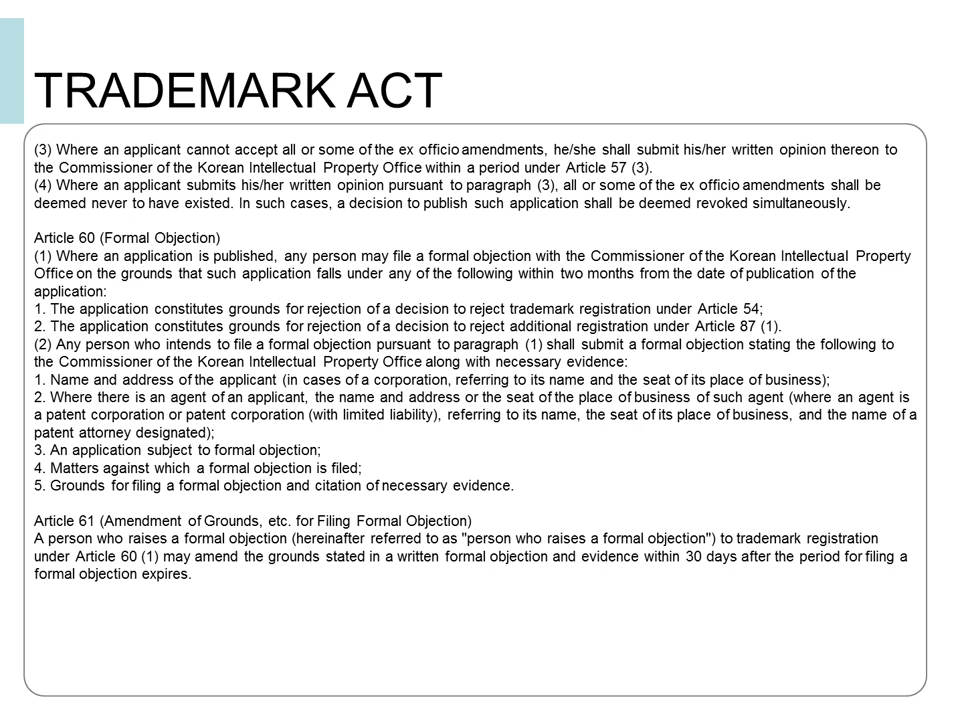 TRADEMARK ACT
(3) Where an applicant cannot accept all or some of the ex officio amendments, he/she shall submit his/her written opinion thereon to
the Commissioner of the Korean Intellectual Property Office within a period under Article 57 (3).
(4) Where an applicant submits his/her written opinion pursuant to paragraph (3), all or some of the ex officio amendments shall be
deemed never to have existed. In such cases, a decision to publish such application shall be deemed revoked simultaneously.
Article 60 (Formal Objection)
(1) Where an application is published, any person may file a formal objection with the Commissioner of the Korean Intellectual Property
Office on the grounds that such application falls under any of the following within two months from the date of publication of the
application:
1. The application constitutes grounds for rejection of a decision to reject trademark registration under Article 54;
2. The application constitutes grounds for rejection of a decision to reject additional registration under Article 87 (1).
(2) Any person who intends to file a formal objection pursuant to paragraph (1) shall submit a formal objection stating the following to
the Commissioner of the Korean Intellectual Property Office along with necessary evidence:
1. Name and address of the applicant (in cases of a corporation, referring to its name and the seat of its place of business);
2. Where there is an agent of an applicant, the name and address or the seat of the place of business of such agent (where an agent is
a patent corporation or patent corporation (with limited liability), referring to its name, the seat of its place of business, and the name of a
patent attorney designated);
3. An application subject to formal objection;
4. Matters against which a formal objection is filed;
5. Grounds for filing a formal objection and citation of necessary evidence.
Article 61 (Amendment of Grounds, etc. for Filing Formal Objection)
A person who raises a formal objection (hereinafter referred to as "person who raises a formal objection") to trademark registration
under Article 60 (1) may amend the grounds stated in a written formal objection and evidence within 30 days after the period for filing a
formal objection expires.